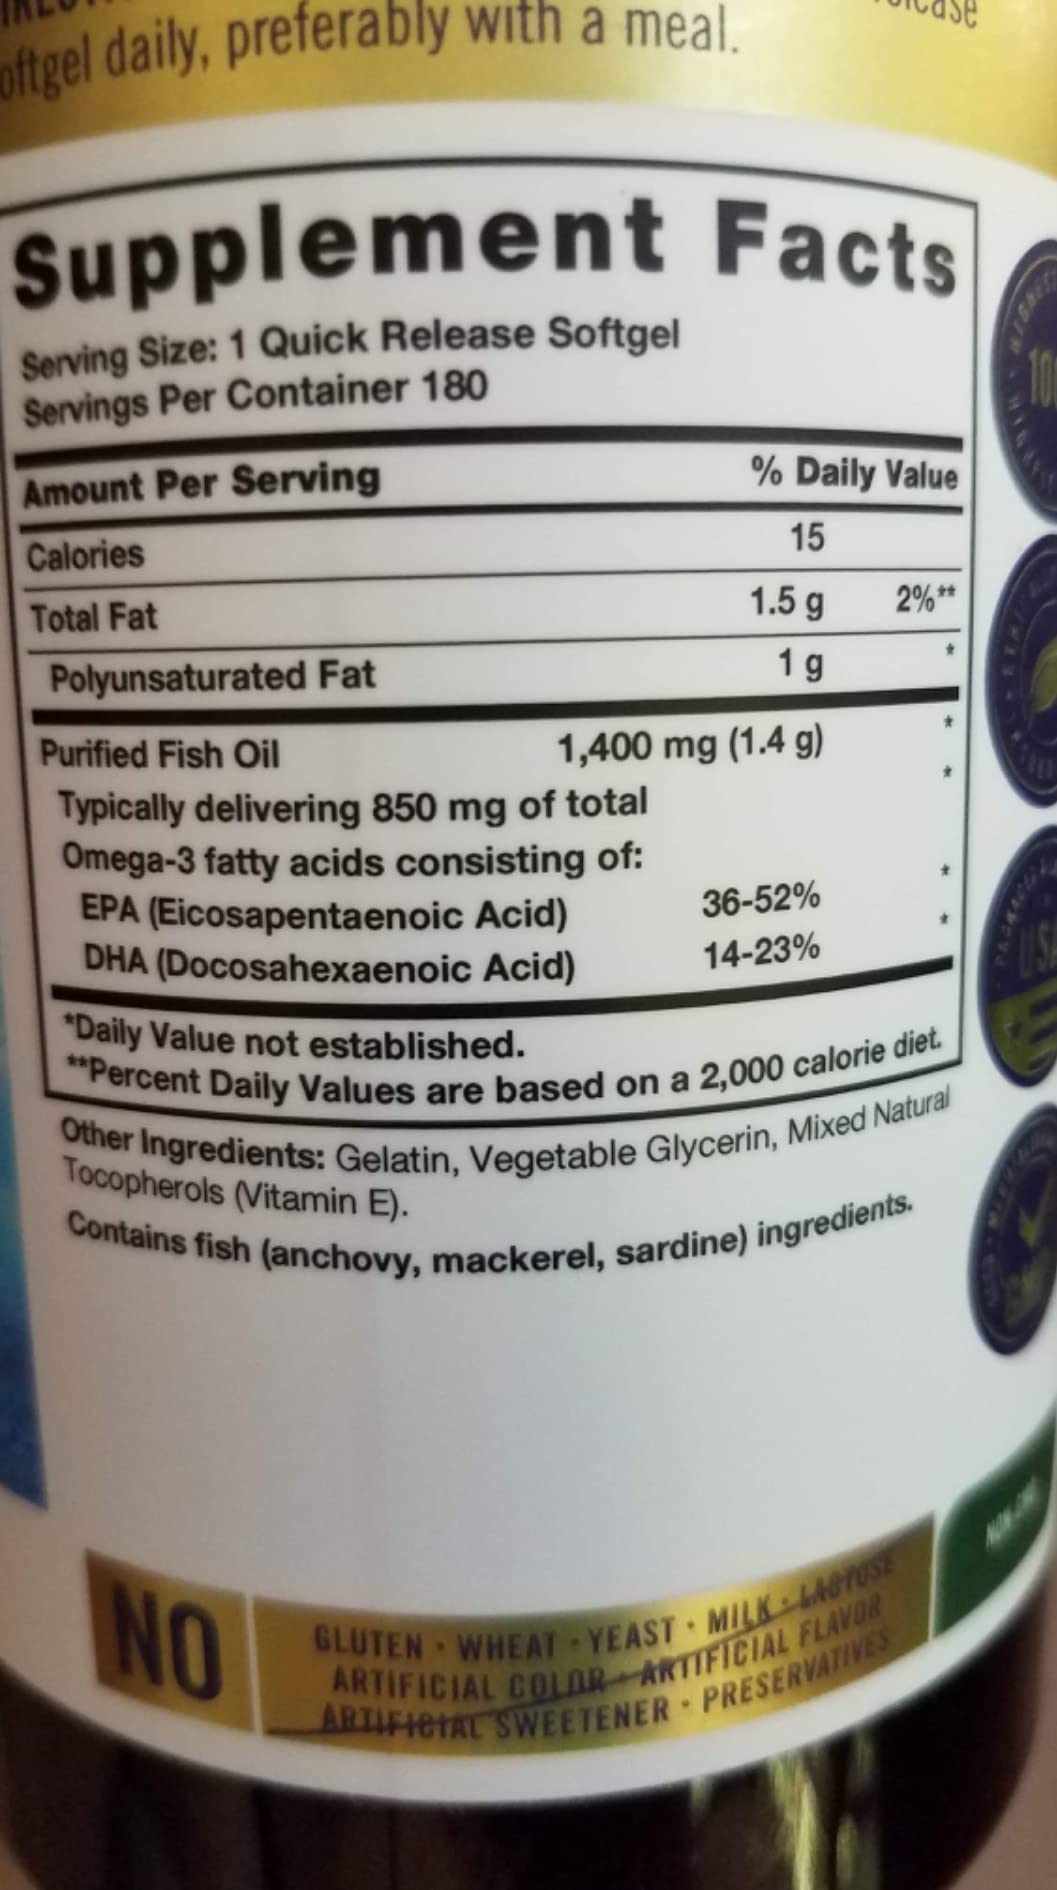 oftgel daily, preferably with a meal.
Supplement Facts
Serving Size: 1 Quick Release Softgel
Servings Per Container 180
Amount Per Serving % Daily Value
Calories 15
Total Fat 1.5 g 2%**
Polyunsaturated Fat 1 g *
Purified Fish Oil 1,400 mg (1.4 g) *
Typically delivering 850 mg of total *
Omega-3 fatty acids consisting of:
EPA (Eicosapentaenoic Acid) 36-52% *
DHA (Docosahexaenoic Acid) 14-23% *
*Daily Value not established.
**Percent Daily Values are based on a 2,000 calorie diet.
Other Ingredients: Gelatin, Vegetable Glycerin, Mixed Natural
Tocopherols (Vitamin E).
Contains fish (anchovy, mackerel, sardine) ingredients.
NO
GLUTEN · WHEAT · YEAST · MILK · LACTOSE
ARTIFICIAL COLOR · ARTIFICIAL FLAVOR
ARTIFICIAL SWEETENER · PRESERVATIVES